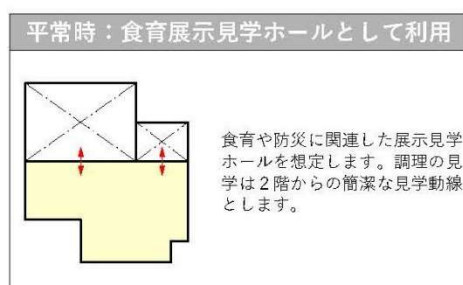 平常時：食育展示見学ホールとして利用
食育や防災に関連した展示見学
ホールを想定します。調理の見
学は２階からの簡潔な見学動線
とします。